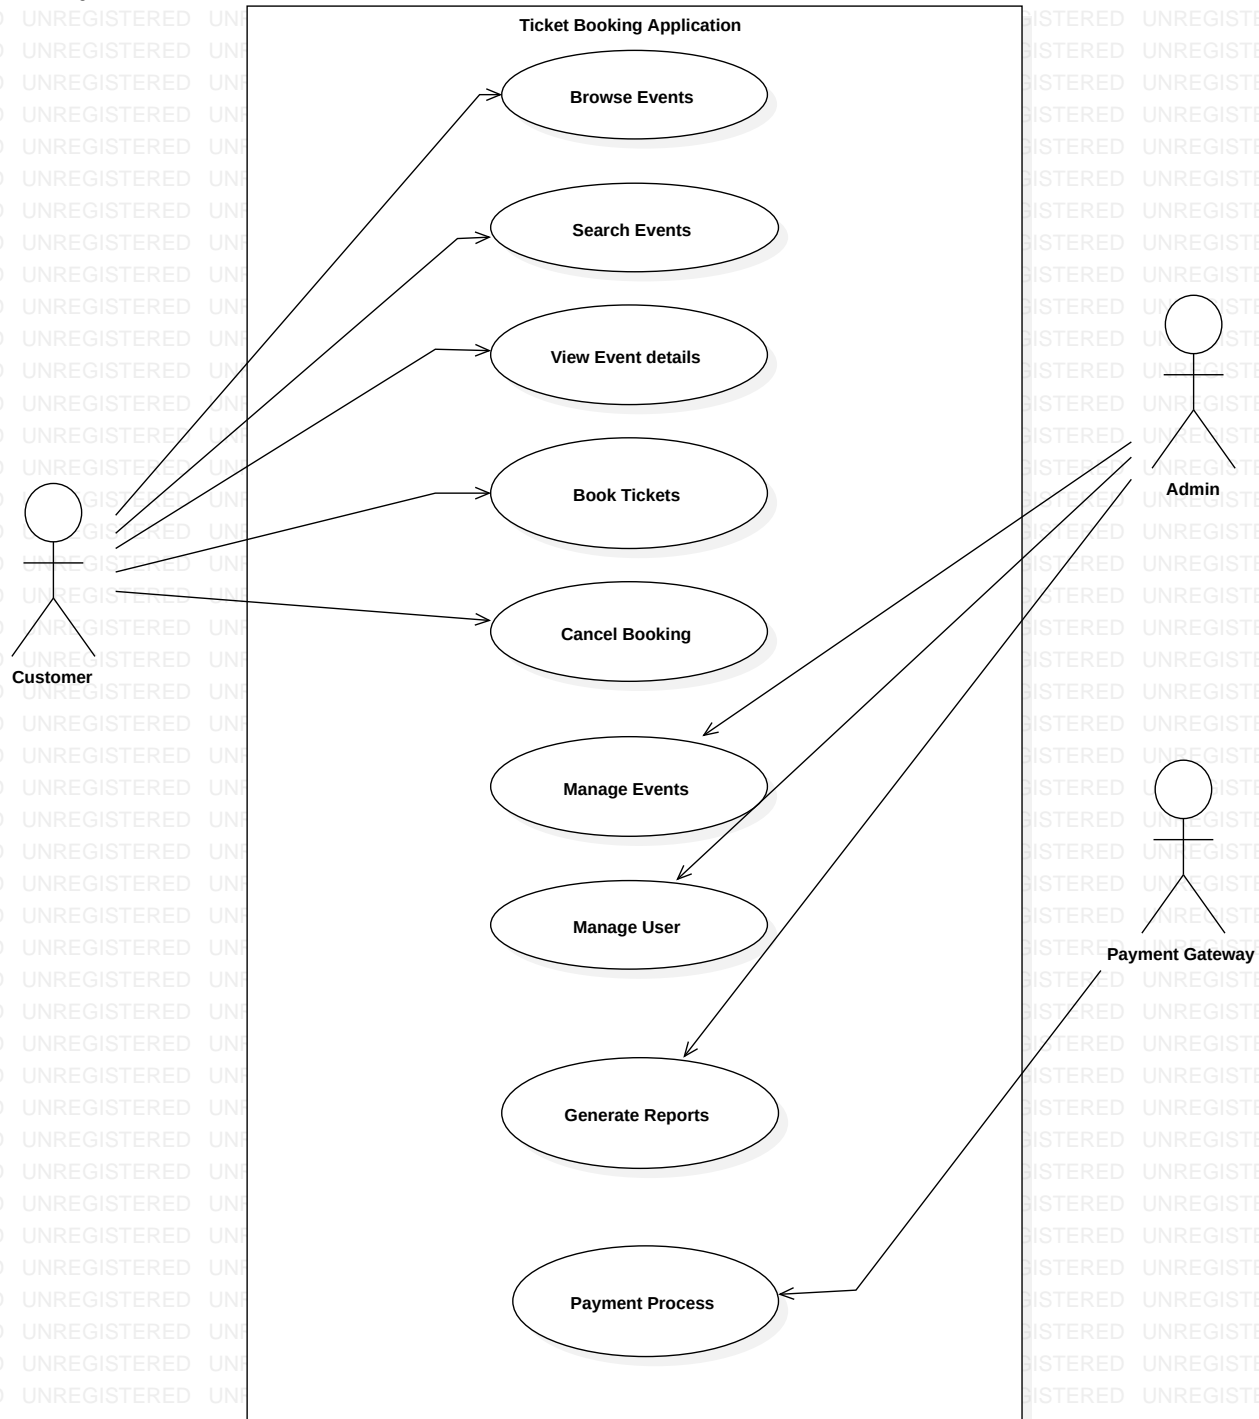 Ticket Booking Application
Browse Events
Search Events
View Event details
Book Tickets
Cancel Booking
Manage Events
Manage User
Generate Reports
Payment Process
Customer
Admin
Payment Gateway
UNREGISTERED